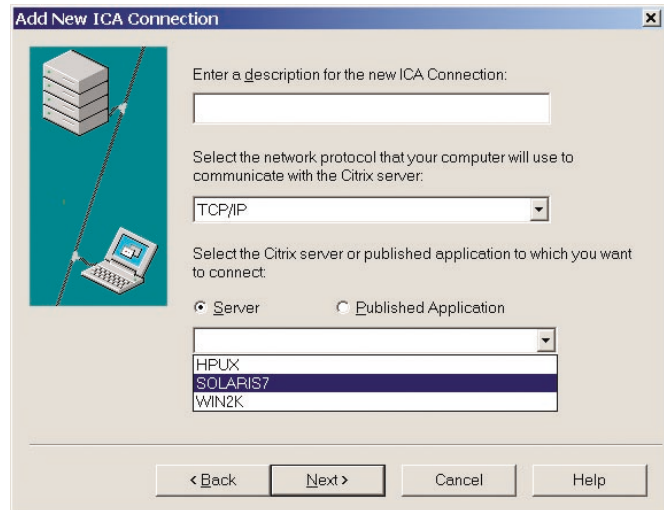 Add New ICA Connection
Enter a description for the new ICA Connection:
Select the network protocol that your computer will use to
communicate with the Citrix server:
TCP/IP
Select the Citrix server or published application to which you want
to connect:
Server Published Application
HPUX
SOLARIS7
WIN2K
< Back Next > Cancel Help